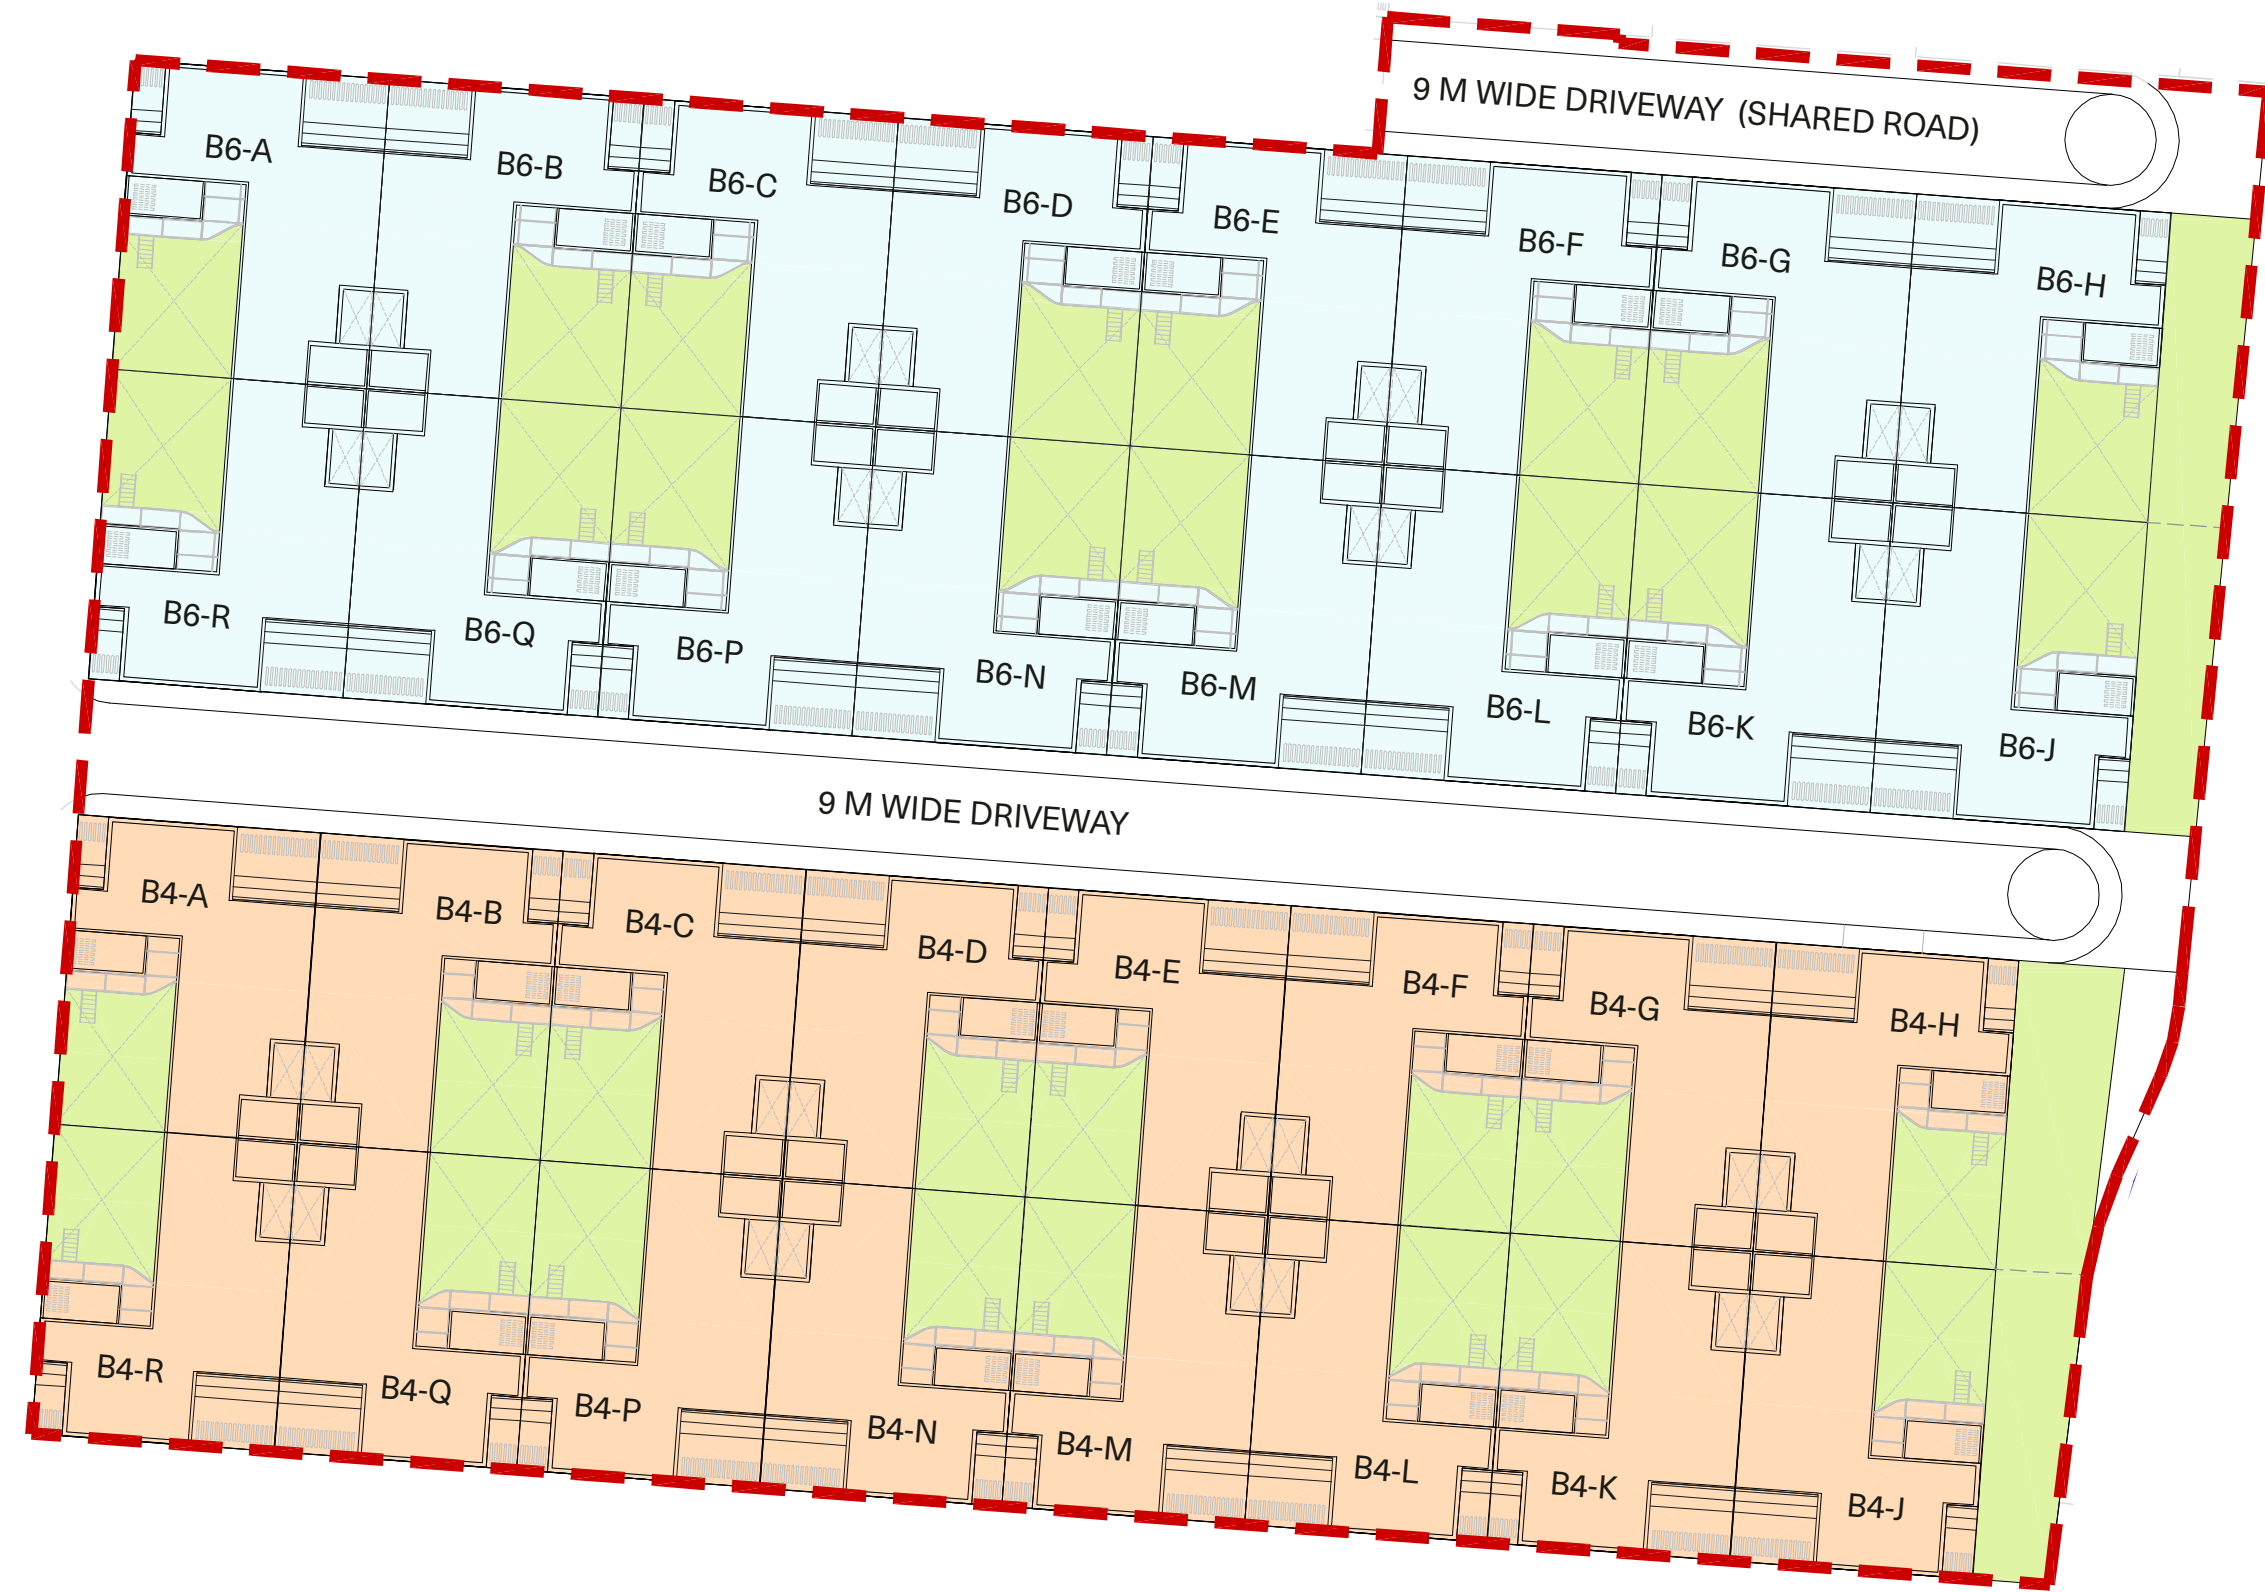 9 M WIDE DRIVEWAY (SHARED ROAD)
B6-A
B6-B
B6-C
B6-D
B6-E
B6-F
B6-G
B6-H
B6-R
B6-Q
B6-P
B6-N
B6-M
B6-L
B6-K
B6-J
9 M WIDE DRIVEWAY
B4-A
B4-B
B4-C
B4-D
B4-E
B4-F
B4-G
B4-H
B4-R
B4-Q
B4-P
B4-N
B4-M
B4-L
B4-K
B4-J